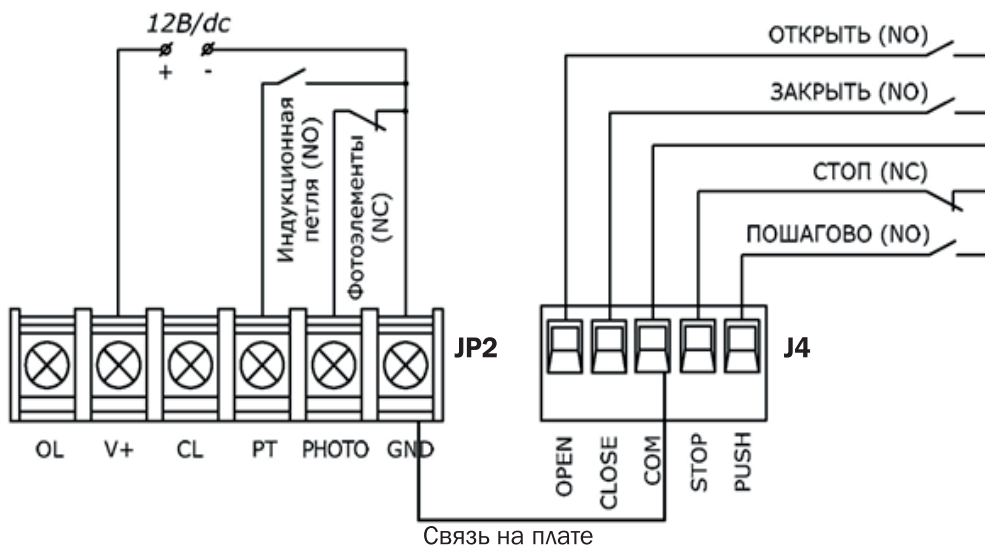 12В/dc
+ -
Индукционная
петля (NO)
Фотоэлементы
(NC)
JP2
OL V+ CL PT PHOTO GND
ОТКРЫТЬ (NO)
ЗАКРЫТЬ (NO)
СТОП (NC)
ПОШАГОВО (NO)
J4
OPEN
CLOSE
COM
STOP
PUSH
Связь на плате